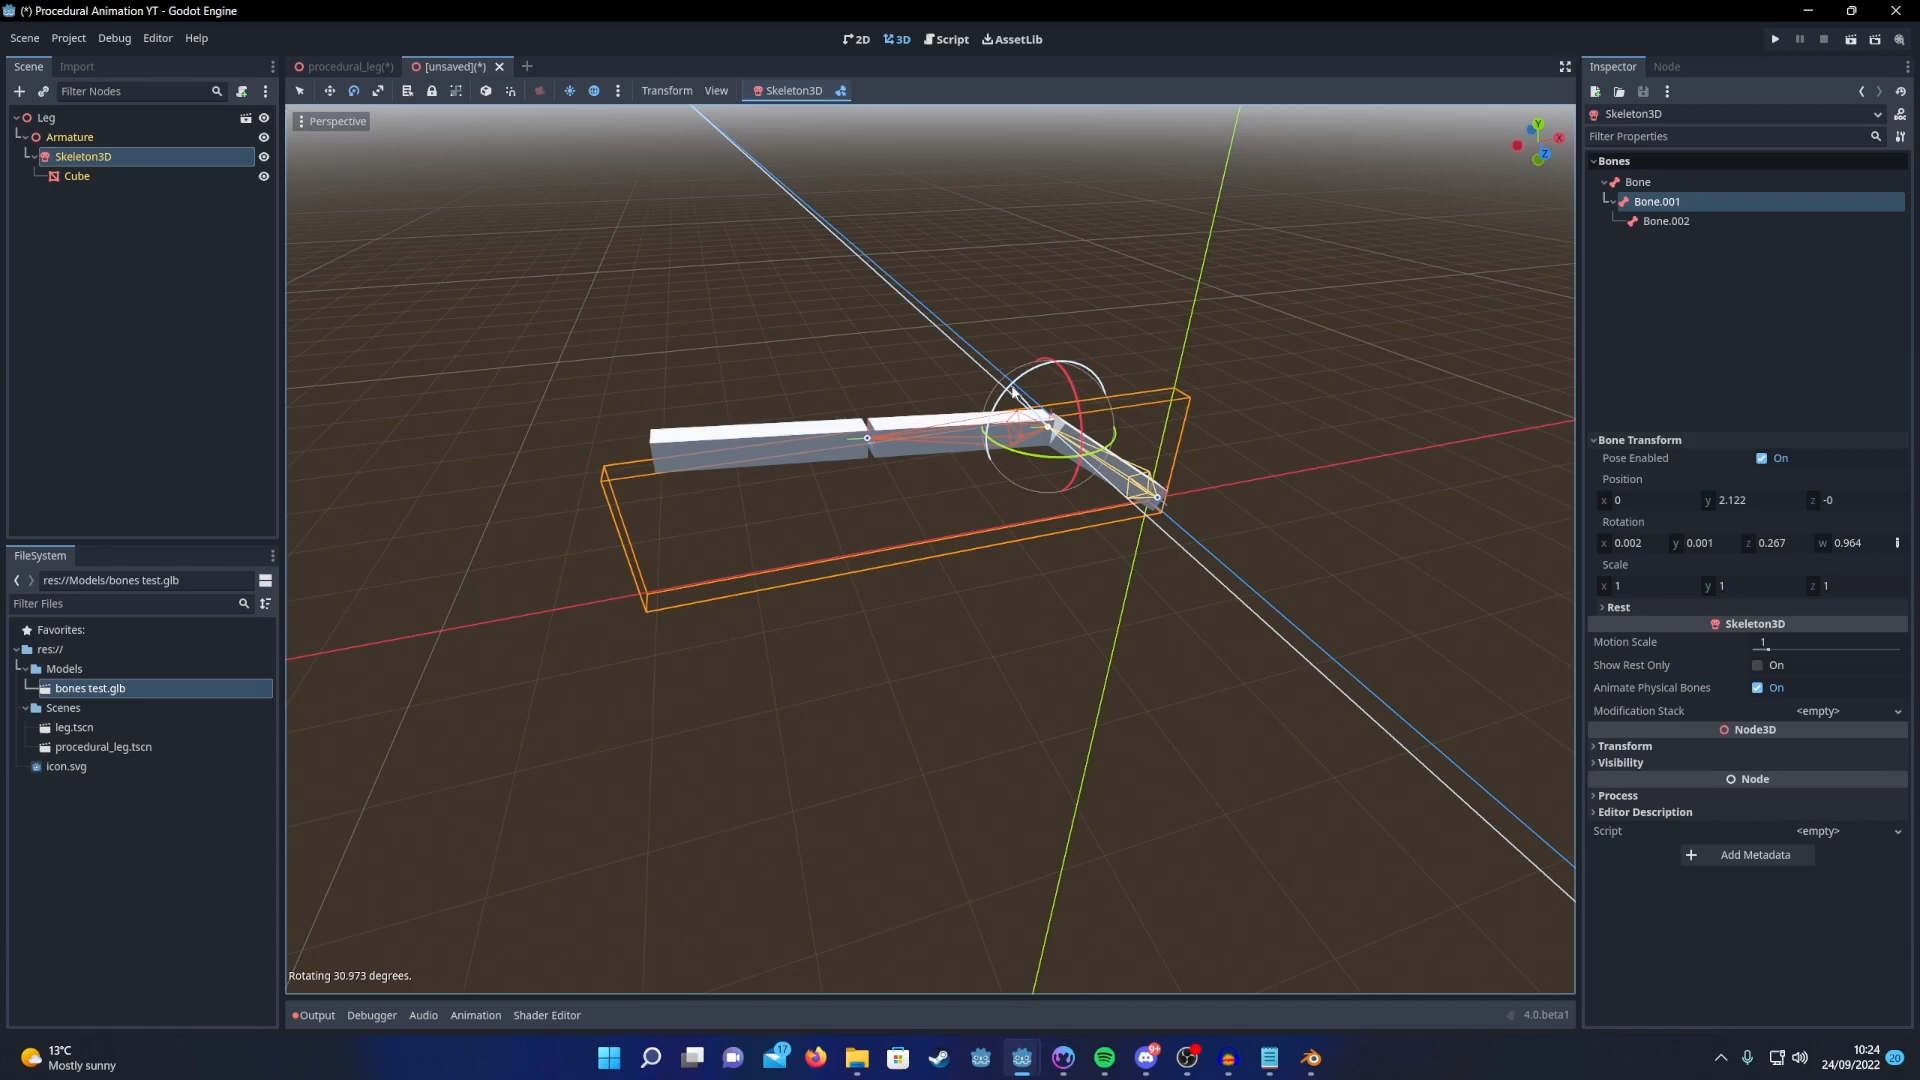 (*) Procedural Animation YT - Godot Engine
Scene Project Debug Editor Help
2D 3D Script AssetLib
Scene Import
procedural_leg(*) [unsaved](*)
Inspector Node
Filter Nodes
Transform View Skeleton3D
Leg
Armature
Skeleton3D
Cube
Perspective
Y
X
Z
Skeleton3D
Filter Properties
Bones
Bone
Bone.001
Bone.002
Bone Transform
Pose Enabled On
Position
x 0 y 2.122 z -0
Rotation
x 0.002 y 0.001 z 0.267 w 0.964
Scale
x 1 y 1 z 1
Rest
Skeleton3D
Motion Scale 1
Show Rest Only On
Animate Physical Bones On
Modification Stack <empty>
Node3D
Transform
Visibility
Node
Process
Editor Description
Script <empty>
Add Metadata
FileSystem
res://Models/bones test.glb
Filter Files
Favorites:
res://
Models
bones test.glb
Scenes
leg.tscn
procedural_leg.tscn
icon.svg
Rotating 30.973 degrees.
Output Debugger Audio Animation Shader Editor
4.0.beta1
13°C
Mostly sunny
17
9+
10:24
24/09/2022
20